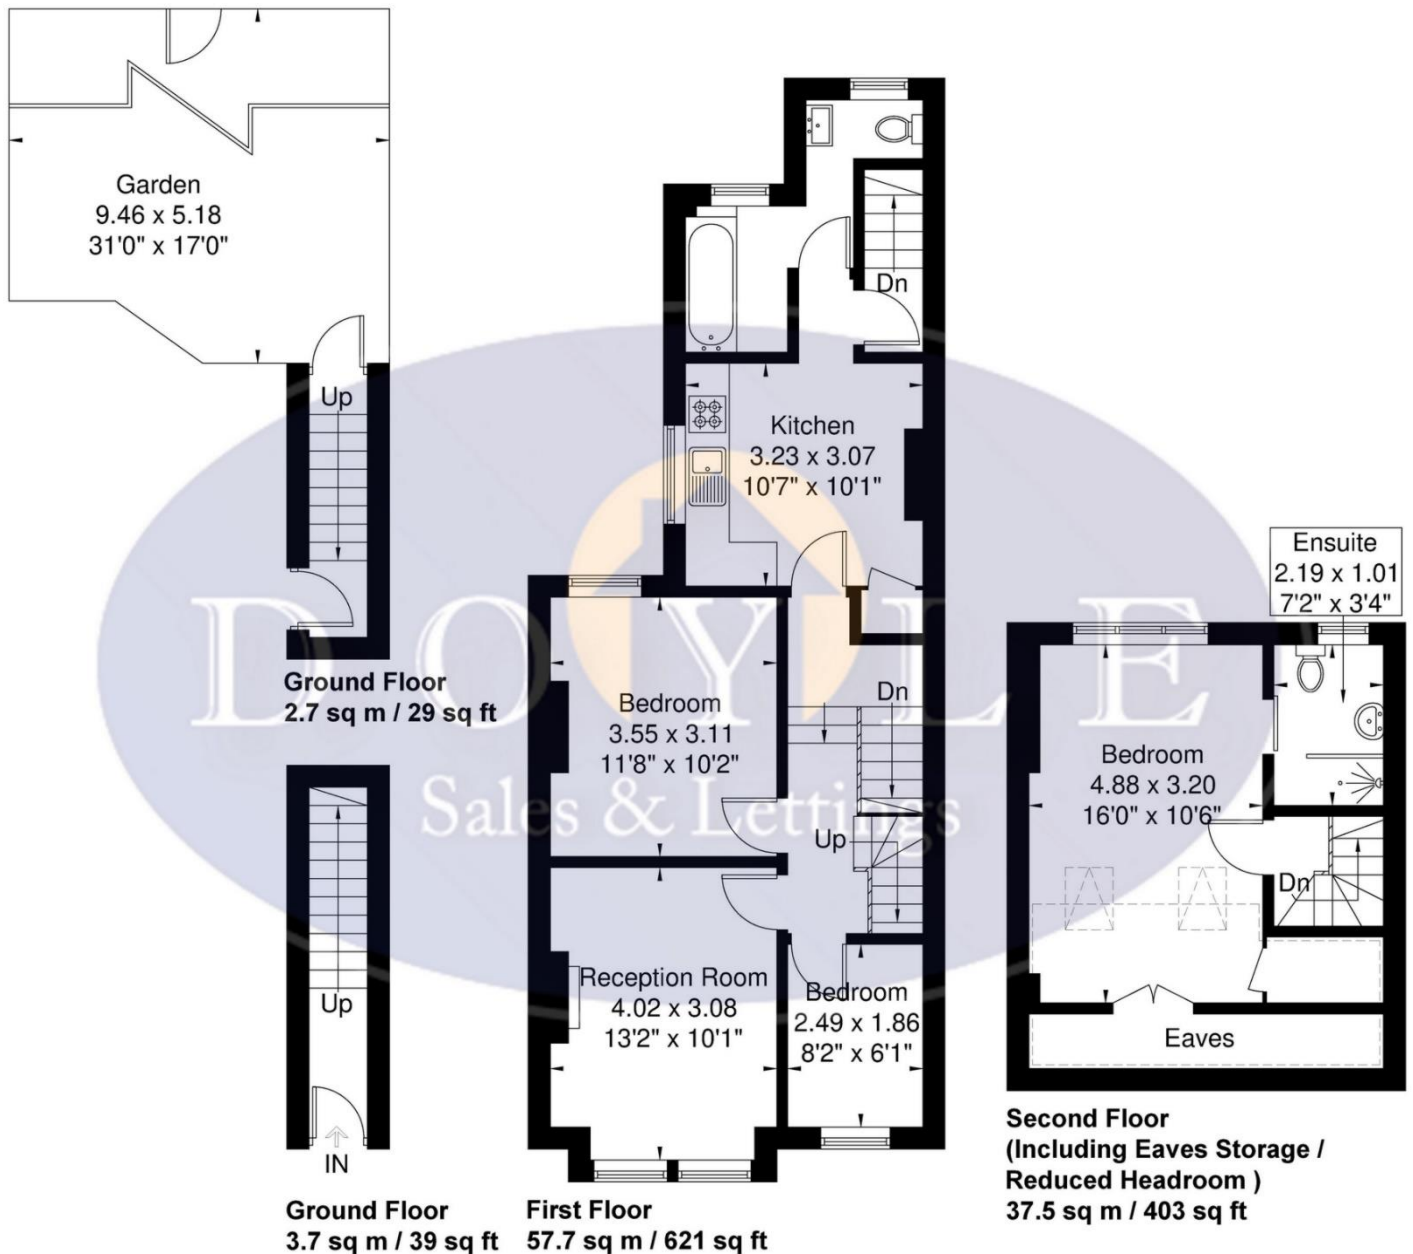 Garden
9.46 x 5.18
31'0" x 17'0"
Up
Ground Floor
2.7 sq m / 29 sq ft
Up
IN
Ground Floor
3.7 sq m / 39 sq ft
Dn
Kitchen
3.23 x 3.07
10'7" x 10'1"
Bedroom
3.55 x 3.11
11'8" x 10'2"
Dn
Up
Reception Room
4.02 x 3.08
13'2" x 10'1"
Bedroom
2.49 x 1.86
8'2" x 6'1"
First Floor
57.7 sq m / 621 sq ft
Ensuite
2.19 x 1.01
7'2" x 3'4"
Bedroom
4.88 x 3.20
16'0" x 10'6"
Dn
Eaves
Second Floor
(Including Eaves Storage /
Reduced Headroom )
37.5 sq m / 403 sq ft
DOYLE
Sales & Lettings